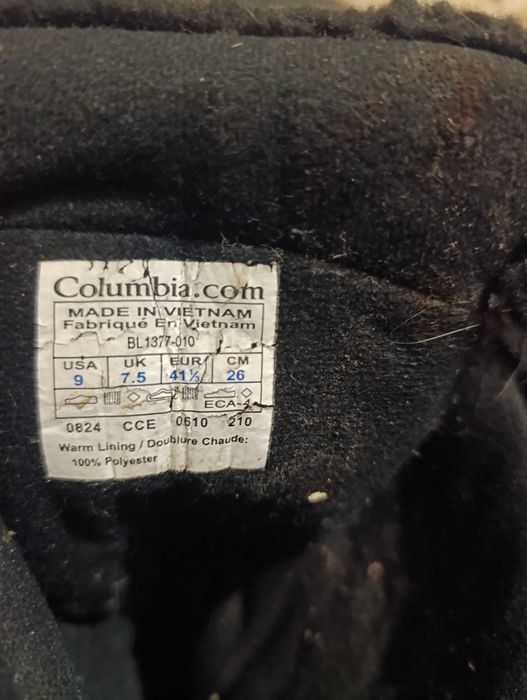 Columbia.com
MADE IN VIETNAM
Fabriqué En Vietnam
BL1377-010
USA UK EUR CM
9 7.5 41½ 26
ECA-4
0824 CCE 0610 210
Warm Lining / Doublure Chaude:
100% Polyester